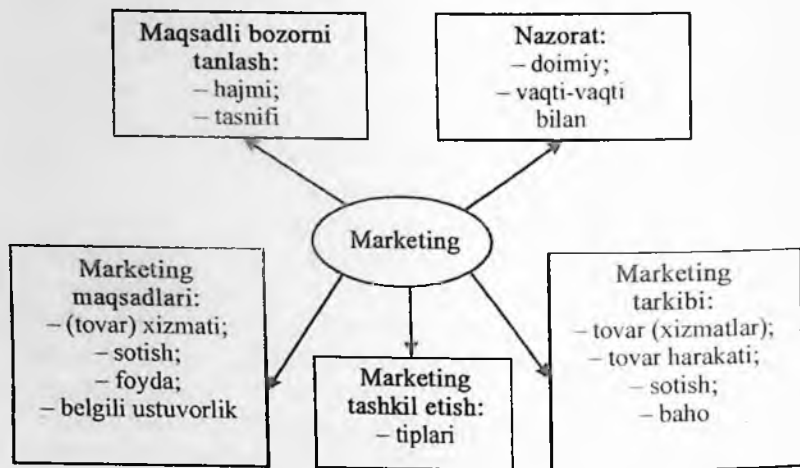 Maqsadli bozorni
tanlash:
– hajmi;
– tasnifi
Nazorat:
– doimiy;
– vaqti-vaqti
bilan
Marketing
Marketing
maqsadlari:
– (tovar) xizmati;
– sotish;
– foyda;
– belgili ustuvorlik
Marketing
tashkil etish:
– tiplari
Marketing
tarkibi:
– tovar (xizmatlar);
– tovar harakati;
– sotish;
– baho